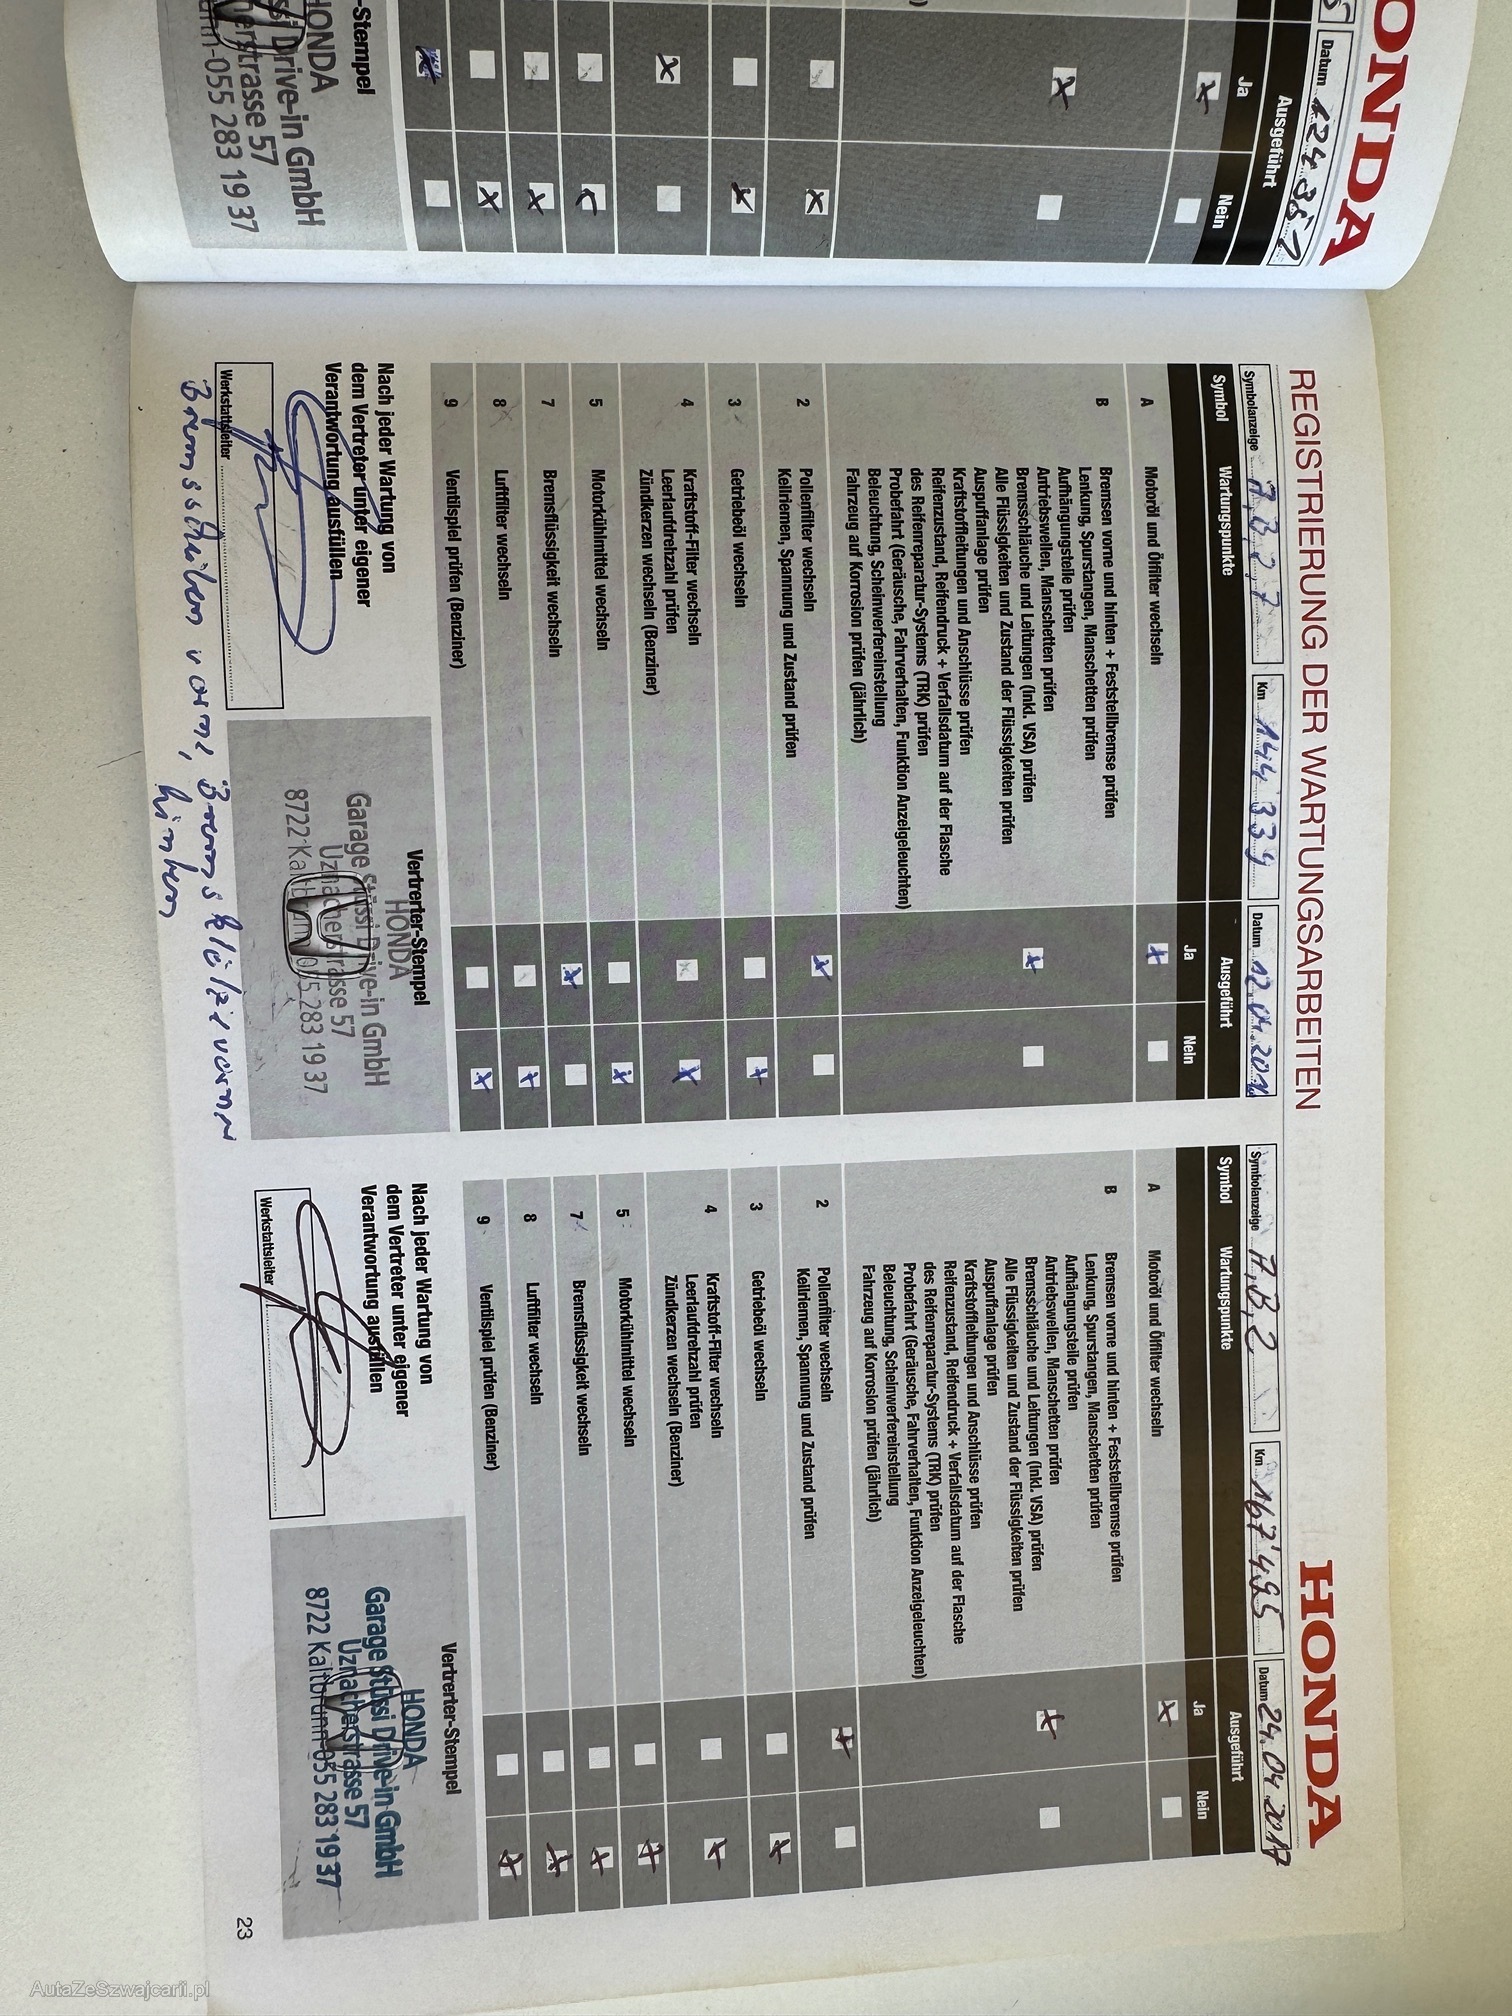 HONDA
Datum
124.351
Ausgeführt
Ja
Nein
-Stempel
HONDA
Drive-in GmbH
erstrasse 57
055 283 19 37
REGISTRIERUNG DER WARTUNGSARBEITEN
HONDA
Symbolanzeige A, B, 2, 7 Km 144'339 Datum 12.04.2016
Symbol Wartungspunkte Ausgeführt
Ja Nein
A Motoröl und Ölfilter wechseln
B Bremsen vorne und hinten + Feststellbremse prüfen
Lenkung, Spurstangen, Manschetten prüfen
Aufhängungsteile prüfen
Antriebswellen, Manschetten prüfen
Bremsschläuche und Leitungen (inkl. VSA) prüfen
Alle Flüssigkeiten und Zustand der Flüssigkeiten prüfen
Auspuffanlage prüfen
Kraftstoffleitungen und Anschlüsse prüfen
Reifenzustand, Reifendruck + Verfallsdatum auf der Flasche
des Reifenreparatur-Systems (TRK) prüfen
Probefahrt (Geräusche, Fahrverhalten, Funktion Anzeigeleuchten)
Beleuchtung, Scheinwerfereinstellung
Fahrzeug auf Korrosion prüfen (jährlich)
2 Pollenfilter wechseln
Keilriemen, Spannung und Zustand prüfen
3 Getriebeöl wechseln
4 Kraftstoff-Filter wechseln
Leerlaufdrehzahl prüfen
Zündkerzen wechseln (Benziner)
5 Motorkühlmittel wechseln
7 Bremsflüssigkeit wechseln
8 Luftfilter wechseln
9 Ventilspiel prüfen (Benziner)
Nach jeder Wartung von
dem Vertreter unter eigener
Verantwortung ausfüllen
Werkstattsleiter
Vertrerter-Stempel
HONDA
Garage Stüssi Drive-in GmbH
Uznacherstrasse 57
8722 Kaltbrunn-055 283 19 37
Bremsscheiben vorne, Bremsklötze vorn
hinten
Symbolanzeige A, B, 2 Km 167'495 Datum 24.04.2017
Symbol Wartungspunkte Ausgeführt
Ja Nein
A Motoröl und Ölfilter wechseln
B Bremsen vorne und hinten + Feststellbremse prüfen
Lenkung, Spurstangen, Manschetten prüfen
Aufhängungsteile prüfen
Antriebswellen, Manschetten prüfen
Bremsschläuche und Leitungen (inkl. VSA) prüfen
Alle Flüssigkeiten und Zustand der Flüssigkeiten prüfen
Auspuffanlage prüfen
Kraftstoffleitungen und Anschlüsse prüfen
Reifenzustand, Reifendruck + Verfallsdatum auf der Flasche
des Reifenreparatur-Systems (TRK) prüfen
Probefahrt (Geräusche, Fahrverhalten, Funktion Anzeigeleuchten)
Beleuchtung, Scheinwerfereinstellung
Fahrzeug auf Korrosion prüfen (jährlich)
2 Pollenfilter wechseln
Keilriemen, Spannung und Zustand prüfen
3 Getriebeöl wechseln
4 Kraftstoff-Filter wechseln
Leerlaufdrehzahl prüfen
Zündkerzen wechseln (Benziner)
5 Motorkühlmittel wechseln
7 Bremsflüssigkeit wechseln
8 Luftfilter wechseln
9 Ventilspiel prüfen (Benziner)
Nach jeder Wartung von
dem Vertreter unter eigener
Verantwortung ausfüllen
Werkstattsleiter
Vertrerter-Stempel
HONDA
Garage Stüssi Drive-in GmbH
Uznacherstrasse 57
8722 Kaltbrunn-055 283 19 37
23
AutaZeSzwajcarii.pl